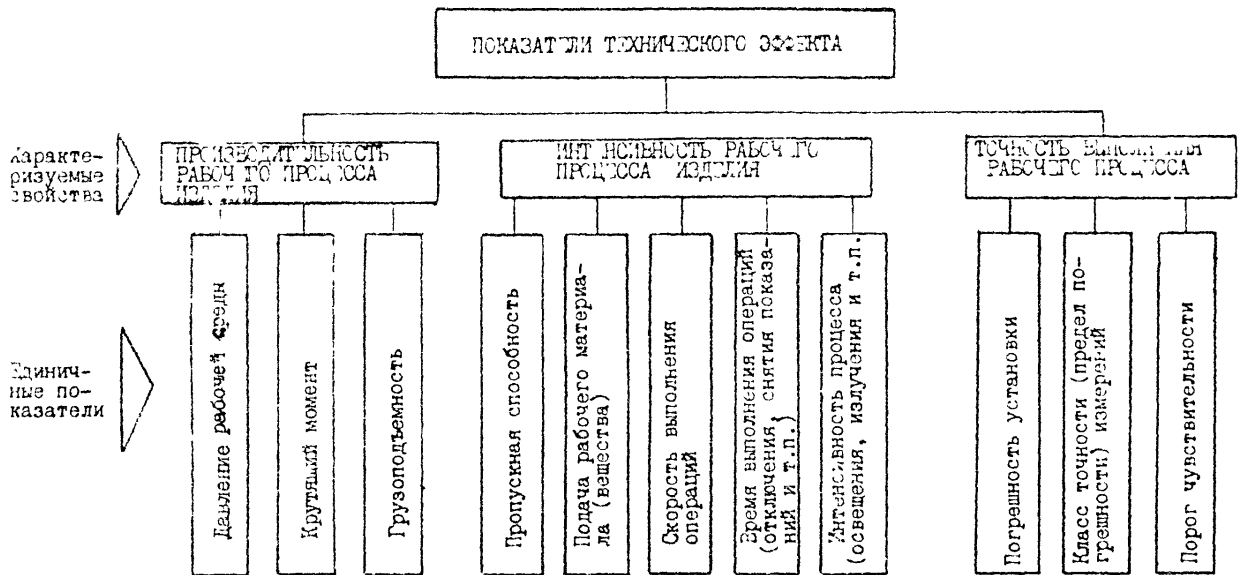 ПОКАЗАТЕЛИ ТЕХНИЧЕСКОГО ЭФФЕКТА
Характе-
ризуемые
свойства
ПРОИЗВОДИТЕЛЬНОСТЬ
РАБОЧЕГО ПРОЦЕССА
ИЗДЕЛИЯ
ИНТЕНСИВНОСТЬ РАБОЧЕГО
ПРОЦЕССА ИЗДЕЛИЯ
ТОЧНОСТЬ ВЫПОЛНЕНИЯ
РАБОЧЕГО ПРОЦЕССА
Единич-
ные по-
казатели
Давление рабочей среды
Крутящий момент
Грузоподъемность
Пропускная способность
Подача рабочего материа-
ла (вещества)
Скорость выполнения
операций
Время выполнения операций
(отключения, снятия показа-
ний и т.п.)
Интенсивность процесса
(освещения, излучения и т.п.
Погрешность установки
Класс точности (предел по-
грешности) измерений
Порог чувствительности